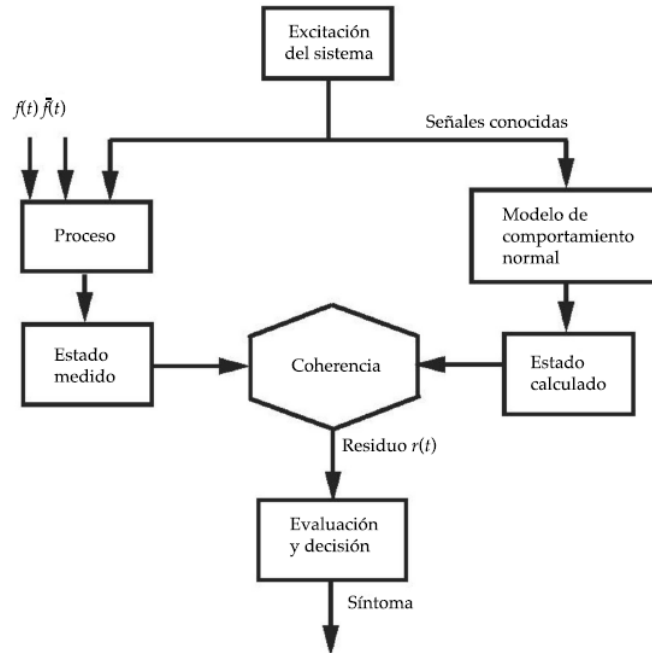 Excitación
del sistema
f(t) f̄(t)
Señales conocidas
Proceso
Modelo de
comportamiento
normal
Estado
medido
Coherencia
Estado
calculado
Residuo r(t)
Evaluación
y decisión
Síntoma